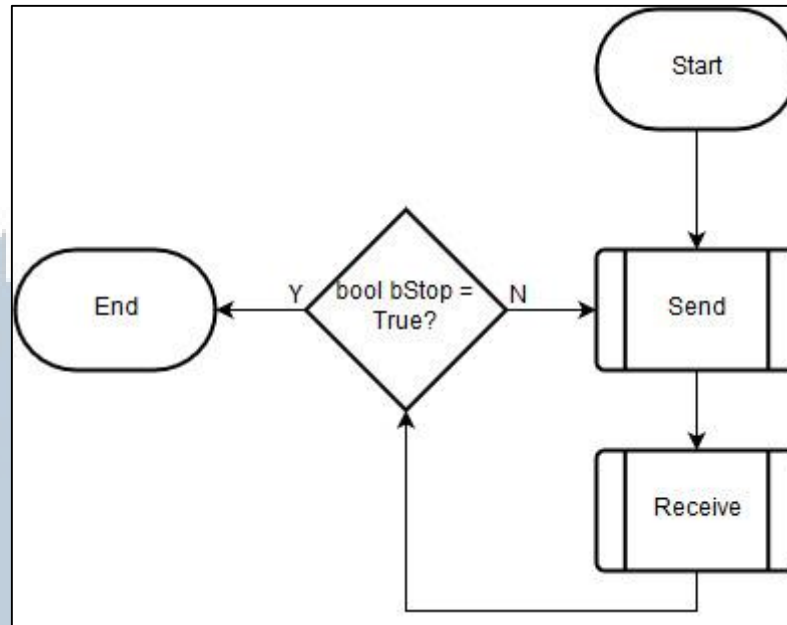 Start
Y
bool bStop =
True?
N
End
Send
Receive